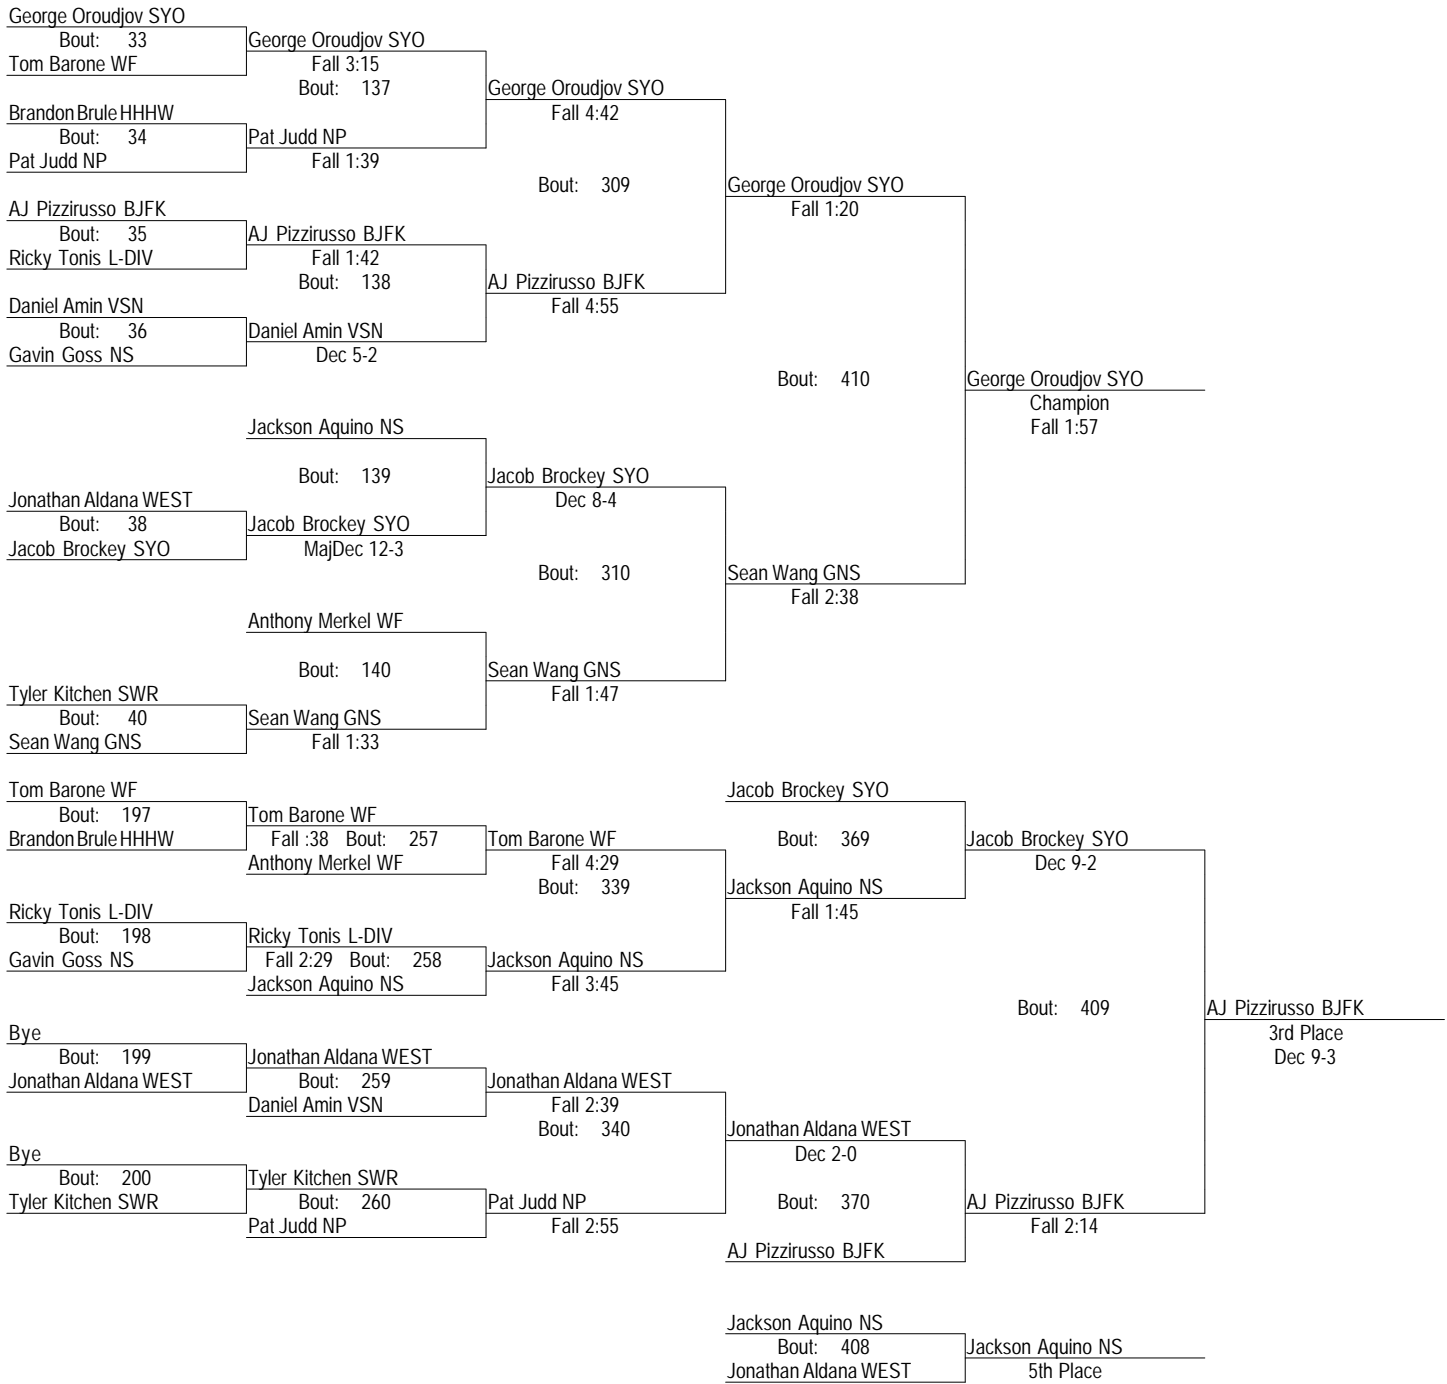 George Oroudjov SYO
Bout: 33
George Oroudjov SYO
Tom Barone WF
Fall 3:15
Bout: 137
George Oroudjov SYO
Brandon Brule HHHW
Fall 4:42
Bout: 34
Pat Judd NP
Pat Judd NP
Fall 1:39
Bout: 309
George Oroudjov SYO
AJ Pizzirusso BJFK
Fall 1:20
Bout: 35
AJ Pizzirusso BJFK
Ricky Tonis L-DIV
Fall 1:42
Bout: 138
AJ Pizzirusso BJFK
Daniel Amin VSN
Fall 4:55
Bout: 36
Daniel Amin VSN
Gavin Goss NS
Dec 5-2
Bout: 410
George Oroudjov SYO
Champion
Jackson Aquino NS
Fall 1:57
Bout: 139
Jacob Brockey SYO
Jonathan Aldana WEST
Dec 8-4
Bout: 38
Jacob Brockey SYO
Jacob Brockey SYO
MajDec 12-3
Bout: 310
Sean Wang GNS
Fall 2:38
Anthony Merkel WF
Bout: 140
Sean Wang GNS
Tyler Kitchen SWR
Fall 1:47
Bout: 40
Sean Wang GNS
Sean Wang GNS
Fall 1:33
Tom Barone WF
Jacob Brockey SYO
Bout: 197
Tom Barone WF
Brandon Brule HHHW
Fall :38 Bout: 257
Tom Barone WF
Bout: 369
Jacob Brockey SYO
Anthony Merkel WF
Fall 4:29
Dec 9-2
Bout: 339
Jackson Aquino NS
Ricky Tonis L-DIV
Fall 1:45
Bout: 198
Ricky Tonis L-DIV
Gavin Goss NS
Fall 2:29 Bout: 258
Jackson Aquino NS
Jackson Aquino NS
Fall 3:45
Bout: 409
AJ Pizzirusso BJFK
Bye
3rd Place
Bout: 199
Jonathan Aldana WEST
Dec 9-3
Jonathan Aldana WEST
Bout: 259
Jonathan Aldana WEST
Daniel Amin VSN
Fall 2:39
Bout: 340
Jonathan Aldana WEST
Bye
Dec 2-0
Bout: 200
Tyler Kitchen SWR
Tyler Kitchen SWR
Bout: 260
Pat Judd NP
Bout: 370
AJ Pizzirusso BJFK
Pat Judd NP
Fall 2:55
Fall 2:14
AJ Pizzirusso BJFK
Jackson Aquino NS
Bout: 408
Jackson Aquino NS
Jonathan Aldana WEST
5th Place